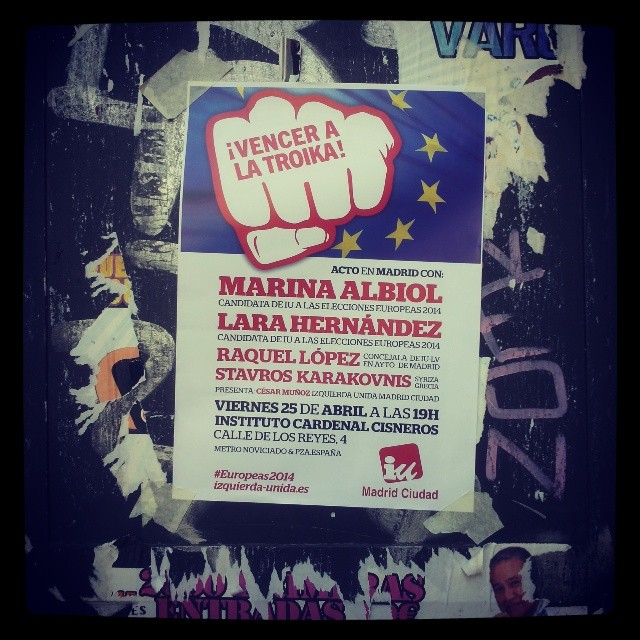 ¡VENCER A
LA TROIKA!
ACTO EN MADRID CON:
MARINA ALBIOL
CANDIDATA DE IU A LAS ELECCIONES EUROPEAS 2014
LARA HERNÁNDEZ
CANDIDATA DE IU A LAS ELECCIONES EUROPEAS 2014
RAQUEL LÓPEZ CONCEJALA DE IU-LV
EN AYTO. DE MADRID
STAVROS KARAKOVNIS SYRIZA
GRECIA
PRESENTA CÉSAR MUÑOZ IZQUIERDA UNIDA MADRID CIUDAD
VIERNES 25 DE ABRIL A LAS 19H
INSTITUTO CARDENAL CISNEROS
CALLE DE LOS REYES, 4
METRO NOVICIADO & PZA.ESPAÑA
#Europeas2014
izquierda-unida.es
iu
Madrid Ciudad
ENTRADAS